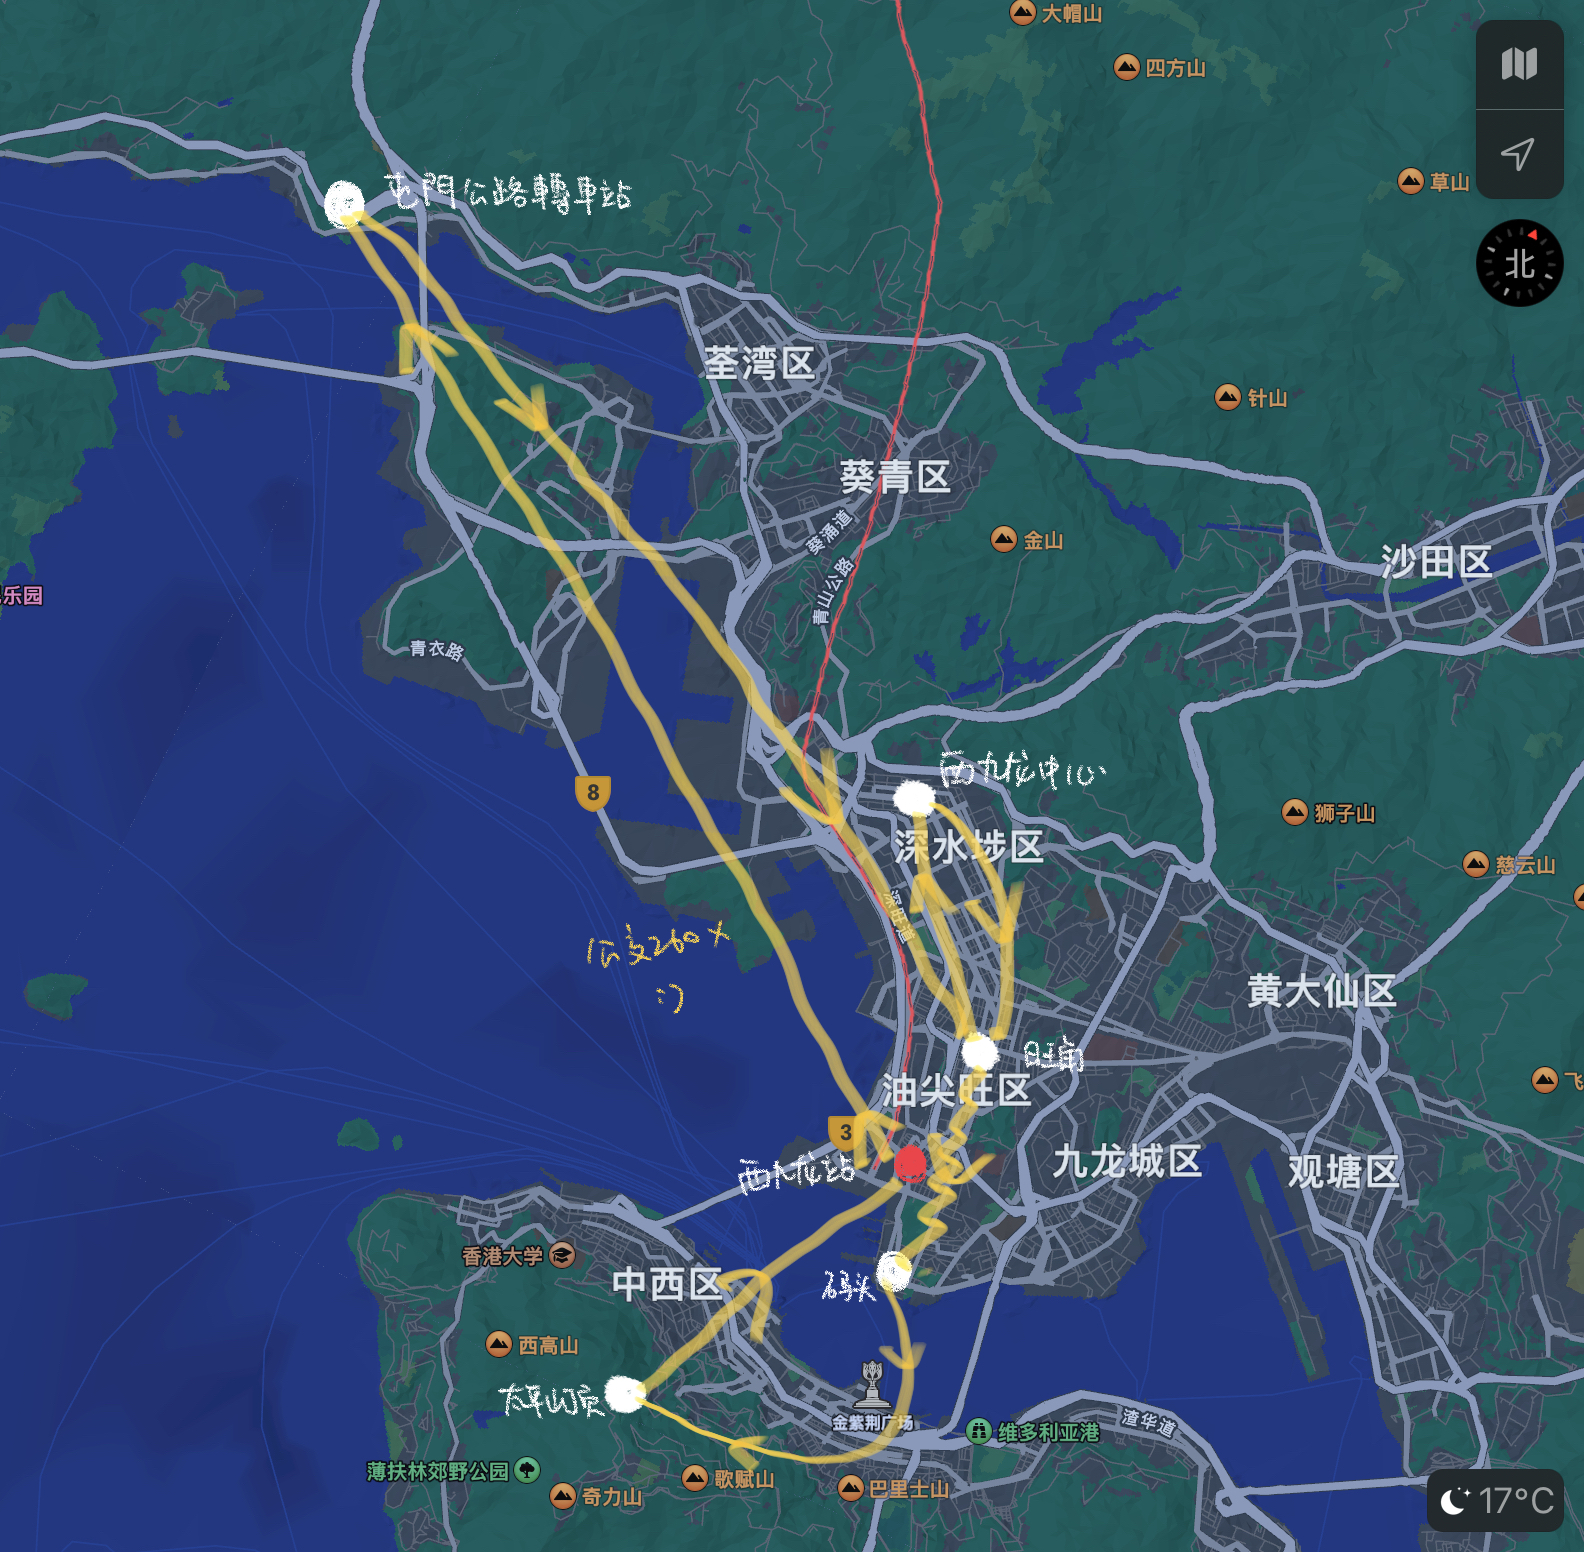 大帽山
四方山
草山
北
屯門公路轉車站
荃湾区
针山
葵青区
葵涌道
金山
沙田区
青山公路
乐园
青衣路
西九龙中心
8
狮子山
深水埗区
慈云山
深旺道
公交260X
黄大仙区
旺角
油尖旺区
飞
3
西九龙站
九龙城区
观塘区
香港大学
中西区
码头
西高山
太平山顶
金紫荆广场
渣华道
维多利亚港
薄扶林郊野公园
歌赋山
巴里士山
奇力山
17°C